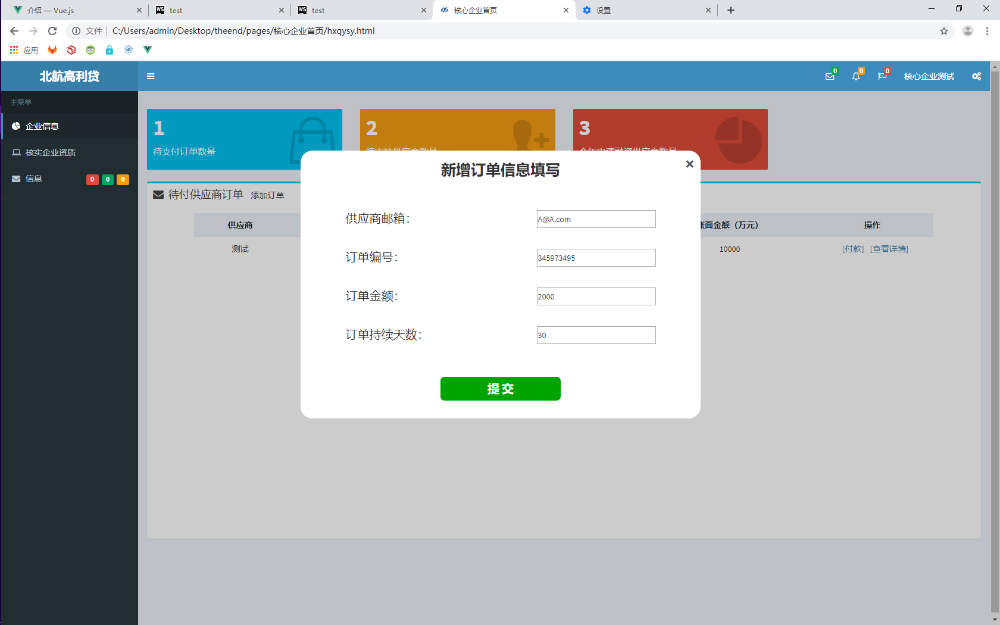 介绍 — Vue.js
WS test
WS test
核心企业首页
设置
文件 C:/Users/admin/Desktop/theend/pages/核心企业首页/hxqysy.html
应用
北航高利贷
0
0
0
核心企业测试
主菜单
企业信息
核实企业资质
信息 0 0 0
1
待支付订单数量
2
3
新增订单信息填写
供应商邮箱: A@A.com
订单编号: 345973495
订单金额: 2000
订单持续天数: 30
提 交
待付供应商订单 添加订单
供应商
面金额（万元）
操作
测试
10000
[付款] [查看详情]